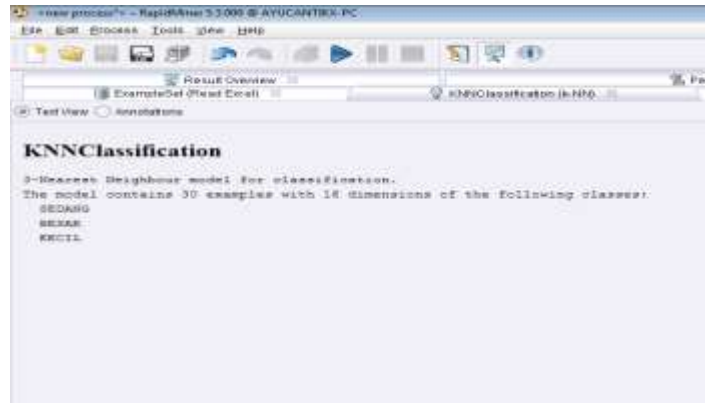 <new process*> – RapidMiner 5.3.000 @ AYUCANTIKX-PC
File Edit Process Tools View Help
Result Overview
ExampleSet (Read Excel) KNNClassification (k-NN)
Text View Annotations
KNNClassification
-Nearest Neighbour model for classification.
The model contains 30 examples with 16 dimensions of the following classes:
SEDANG
BESAR
KECIL